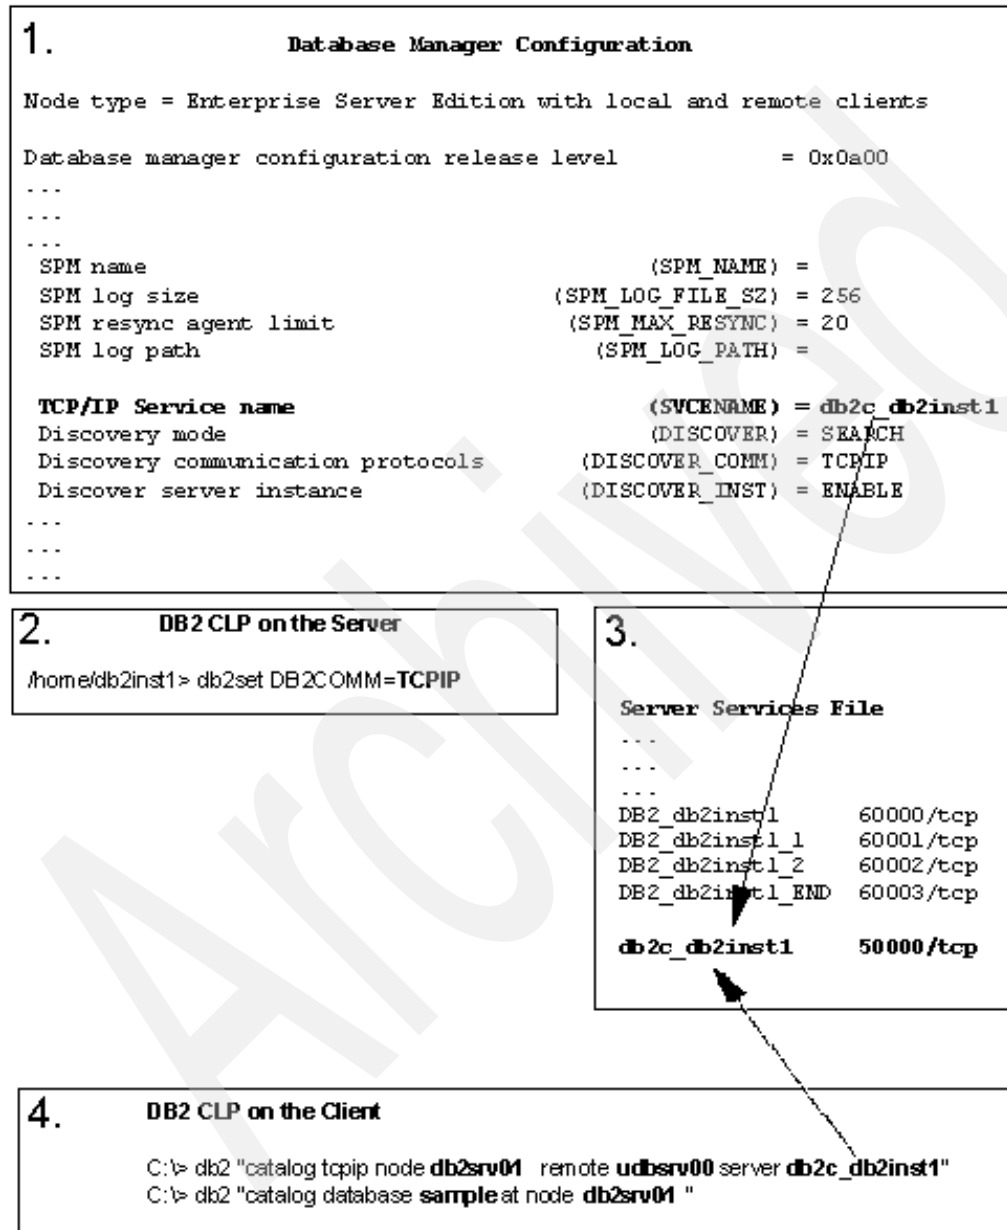 1. Database Manager Configuration
Node type = Enterprise Server Edition with local and remote clients
Database manager configuration release level = 0x0a00
...
...
...
SPM name (SPM_NAME) =
SPM log size (SPM_LOG_FILE_SZ) = 256
SPM resync agent limit (SPM_MAX_RESYNC) = 20
SPM log path (SPM_LOG_PATH) =
TCP/IP Service name (SVCENAME) = db2c_db2inst1
Discovery mode (DISCOVER) = SEARCH
Discovery communication protocols (DISCOVER_COMM) = TCPIP
Discover server instance (DISCOVER_INST) = ENABLE
...
...
...
2. DB2 CLP on the Server
/home/db2inst1> db2set DB2COMM=TCPIP
3.
Server Services File
...
...
...
DB2_db2inst1 60000/tcp
DB2_db2inst1_1 60001/tcp
DB2_db2inst1_2 60002/tcp
DB2_db2inst1_END 60003/tcp
db2c_db2inst1 50000/tcp
4. DB2 CLP on the Client
C:\> db2 "catalog tcpip node db2srv01 remote udbsrv00 server db2c_db2inst1"
C:\> db2 "catalog database sample at node db2srv01 "
Archived